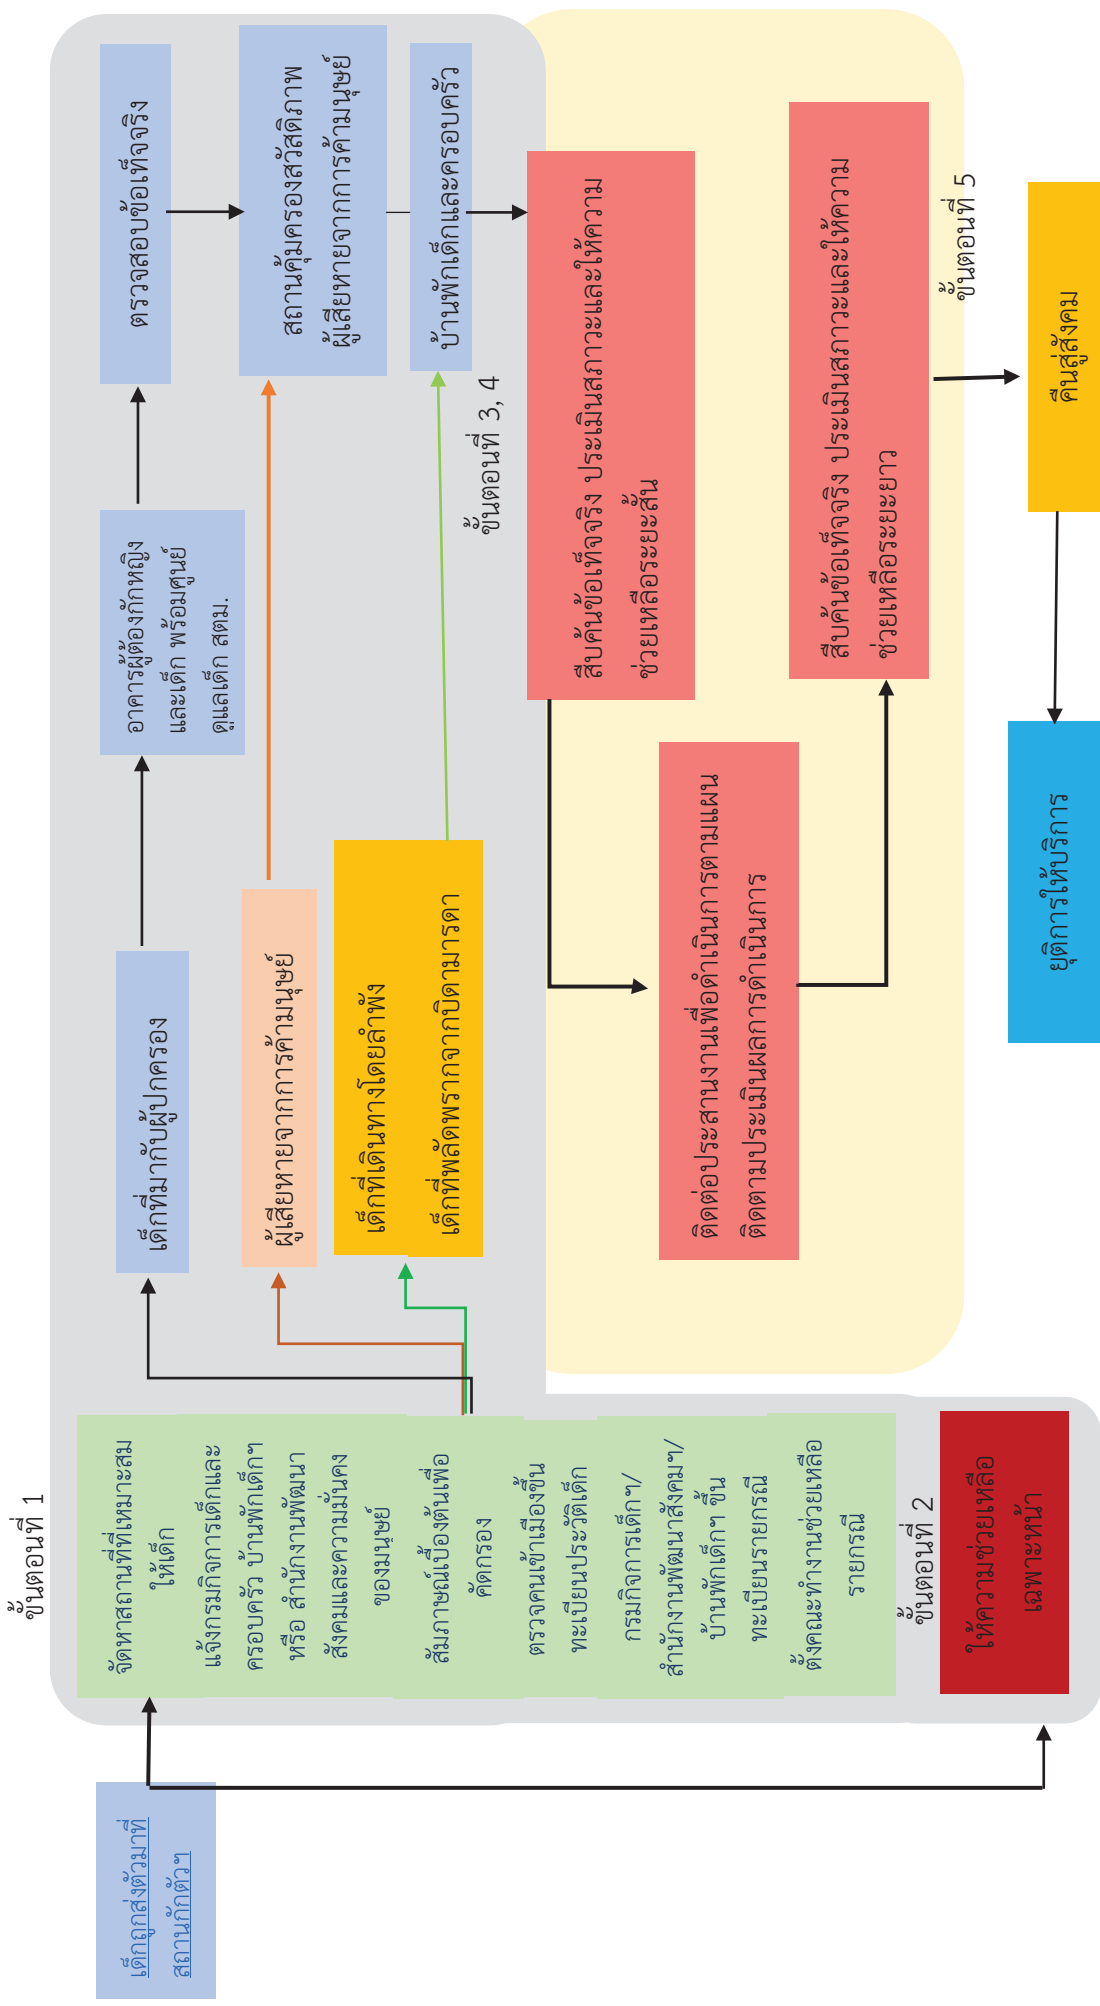 เด็กถูกส่งตัวมาที่
สถานกักตัวฯ
ขั้นตอนที่ 1
จัดหาสถานที่ที่เหมาะสม
ให้เด็ก
แจ้งกรมกิจการเด็กและ
ครอบครัว บ้านพักเด็กฯ
หรือ สำนักงานพัฒนา
สังคมและความมั่นคง
ของมนุษย์
สัมภาษณ์เบื้องต้นเพื่อ
คัดกรอง
ตรวจคนเข้าเมืองขึ้น
ทะเบียนประวัติเด็ก
กรมกิจการเด็กฯ/
สำนักงานพัฒนาสังคมฯ/
บ้านพักเด็กฯ ขึ้น
ทะเบียนรายกรณี
ตั้งคณะทำงานช่วยเหลือ
รายกรณี
ขั้นตอนที่ 2
ให้ความช่วยเหลือ
เฉพาะหน้า
เด็กที่มากับผู้ปกครอง
ผู้เสียหายจากการค้ามนุษย์
เด็กที่เดินทางโดยลำพัง
เด็กที่พลัดพรากจากบิดามารดา
อาคารผู้ต้องกักหญิง
และเด็ก พร้อมศูนย์
ดูแลเด็ก สตม.
ตรวจสอบข้อเท็จจริง
สถานคุ้มครองสวัสดิภาพ
ผู้เสียหายจากการค้ามนุษย์
บ้านพักเด็กและครอบครัว
ขั้นตอนที่ 3, 4
สืบค้นข้อเท็จจริง ประเมินสภาวะและให้ความ
ช่วยเหลือระยะสั้น
ติดต่อประสานงานเพื่อดำเนินการตามแผน
ติดตามประเมินผลการดำเนินการ
สืบค้นข้อเท็จจริง ประเมินสภาวะและให้ความ
ช่วยเหลือระยะยาว
ขั้นตอนที่ 5
คืนสู่สังคม
ยุติการให้บริการ